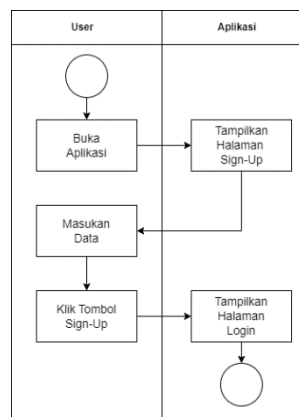 User
Aplikasi
Buka
Aplikasi
Tampilkan
Halaman
Sign-Up
Masukan
Data
Klik Tombol
Sign-Up
Tampilkan
Halaman
Login